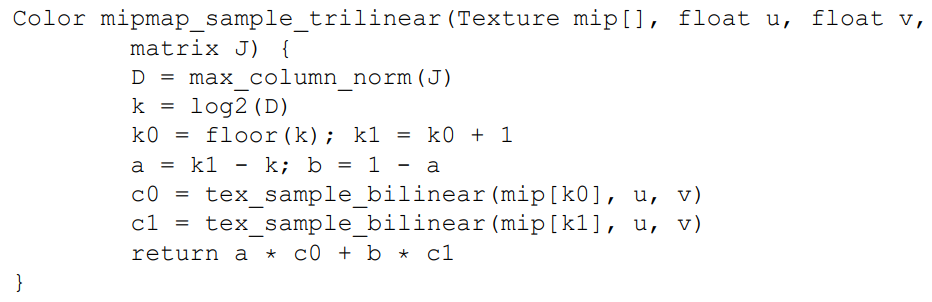 Color mipmap_sample_trilinear(Texture mip[], float u, float v,
matrix J) {
D = max_column_norm(J)
k = log2(D)
k0 = floor(k); k1 = k0 + 1
a = k1 - k; b = 1 - a
c0 = tex_sample_bilinear(mip[k0], u, v)
c1 = tex_sample_bilinear(mip[k1], u, v)
return a * c0 + b * c1
}